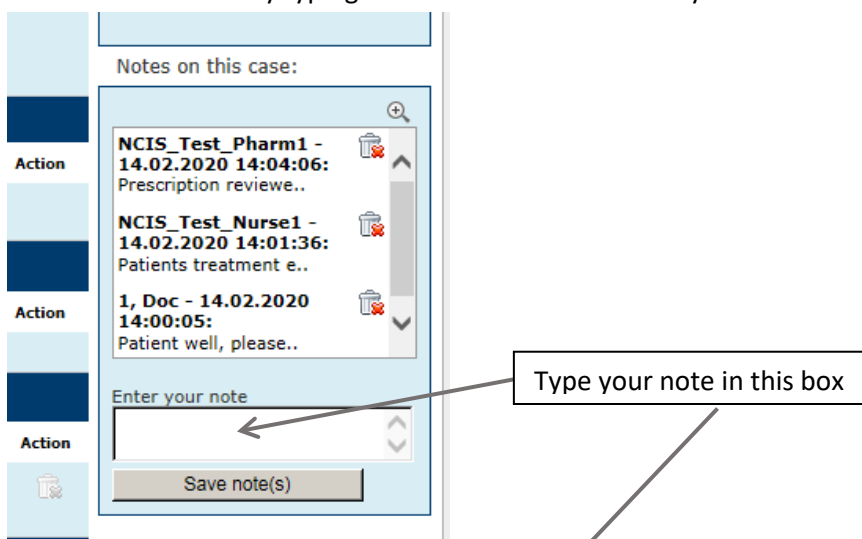 Notes on this case:
NCIS_Test_Pharm1 -
14.02.2020 14:04:06:
Prescription reviewe..
NCIS_Test_Nurse1 -
14.02.2020 14:01:36:
Patients treatment e..
1, Doc - 14.02.2020
14:00:05:
Patient well, please..
Enter your note
Save note(s)
Action
Action
Action
Type your note in this box